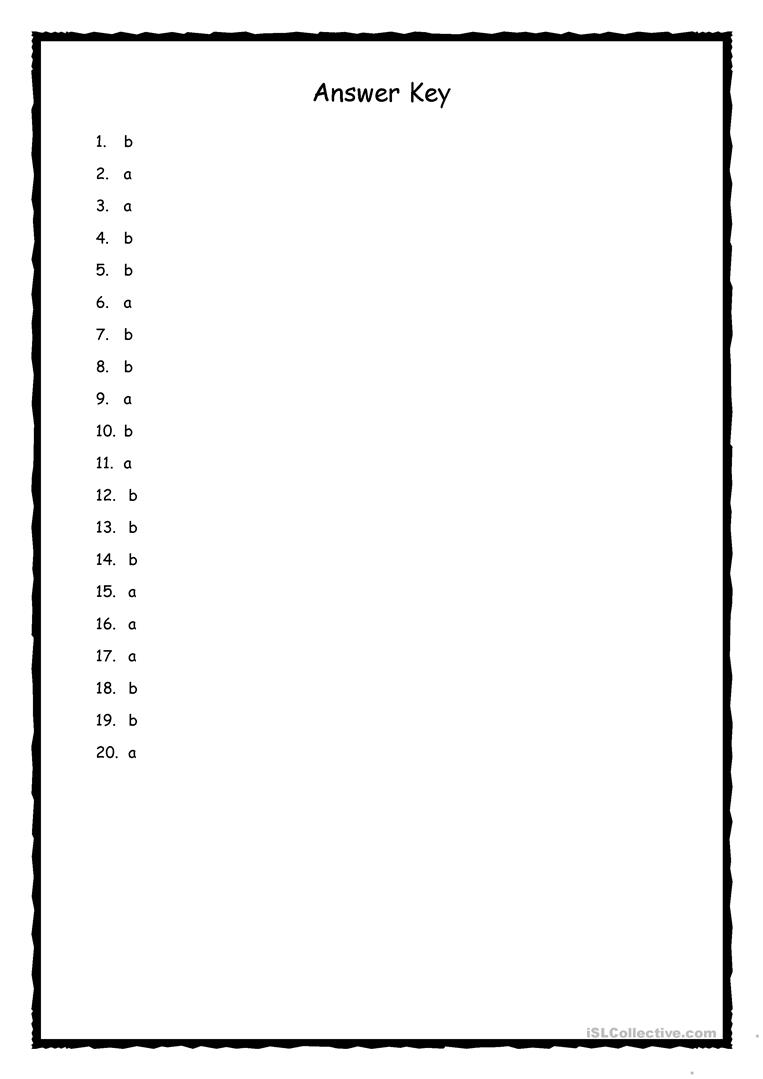 Answer Key
1. b
2. a
3. a
4. b
5. b
6. a
7. b
8. b
9. a
10. b
11. a
12. b
13. b
14. b
15. a
16. a
17. a
18. b
19. b
20. a
iSLCollective.com